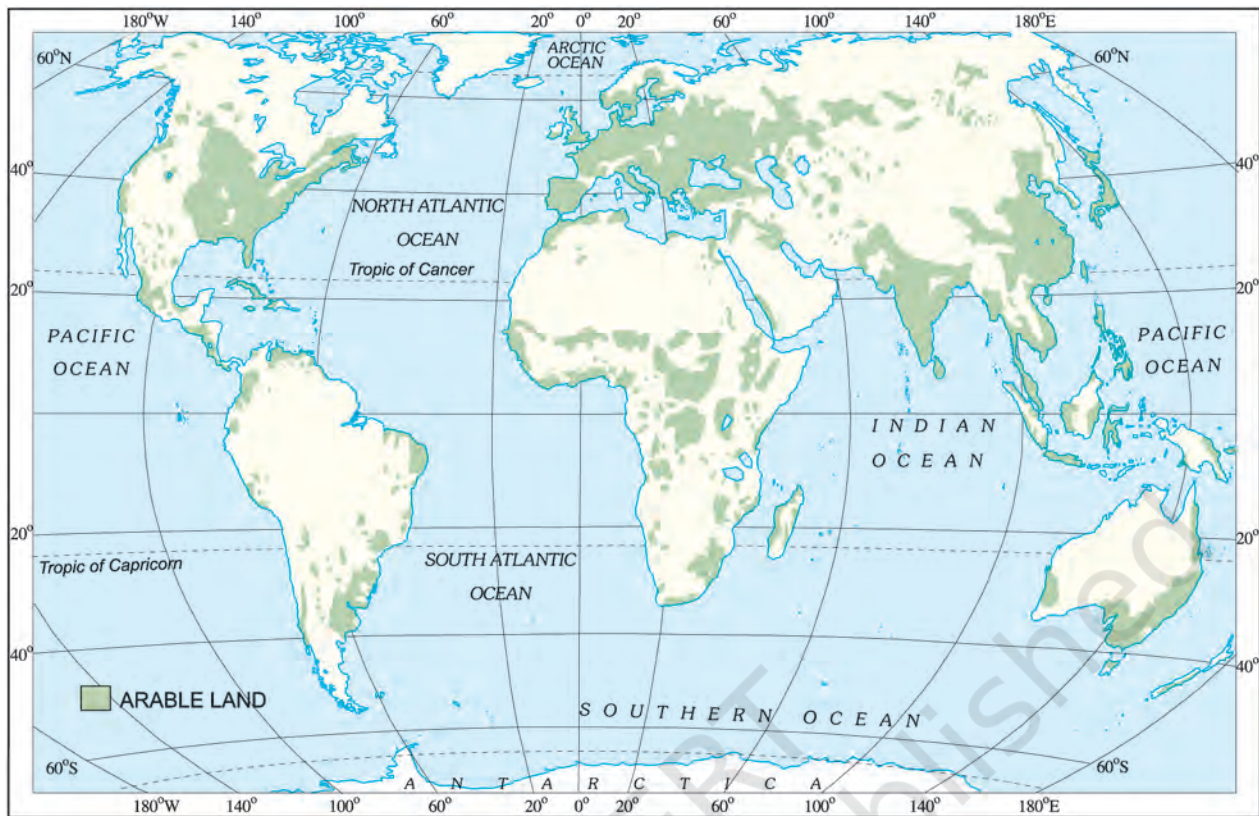 180°W 140° 100° 60° 20° 0° 20° 60° 100° 140° 180°E
60°N
ARCTIC
OCEAN
60°N
40°
40°
NORTH ATLANTIC
OCEAN
Tropic of Cancer
20°
20°
PACIFIC
OCEAN
PACIFIC
OCEAN
INDIAN
OCEAN
20°
20°
Tropic of Capricorn
SOUTH ATLANTIC
OCEAN
40°
40°
ARABLE LAND
SOUTHERN OCEAN
60°S
60°S
ANTARCTICA
180°W 140° 100° 60° 20° 0° 20° 60° 100° 140° 180°E